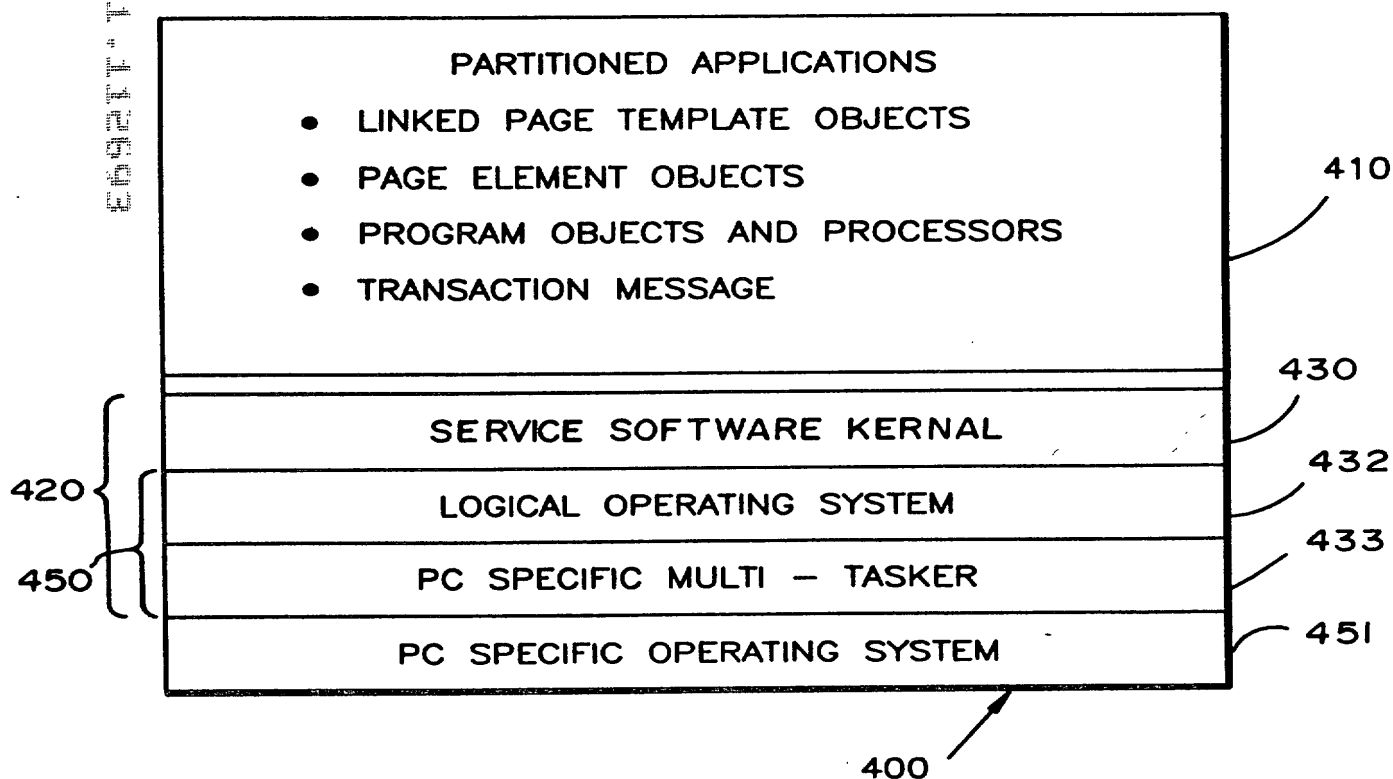 PARTITIONED APPLICATIONS
• LINKED PAGE TEMPLATE OBJECTS
• PAGE ELEMENT OBJECTS
• PROGRAM OBJECTS AND PROCESSORS
• TRANSACTION MESSAGE
410
SERVICE SOFTWARE KERNAL
430
420
LOGICAL OPERATING SYSTEM
432
450
PC SPECIFIC MULTI – TASKER
433
PC SPECIFIC OPERATING SYSTEM
451
400